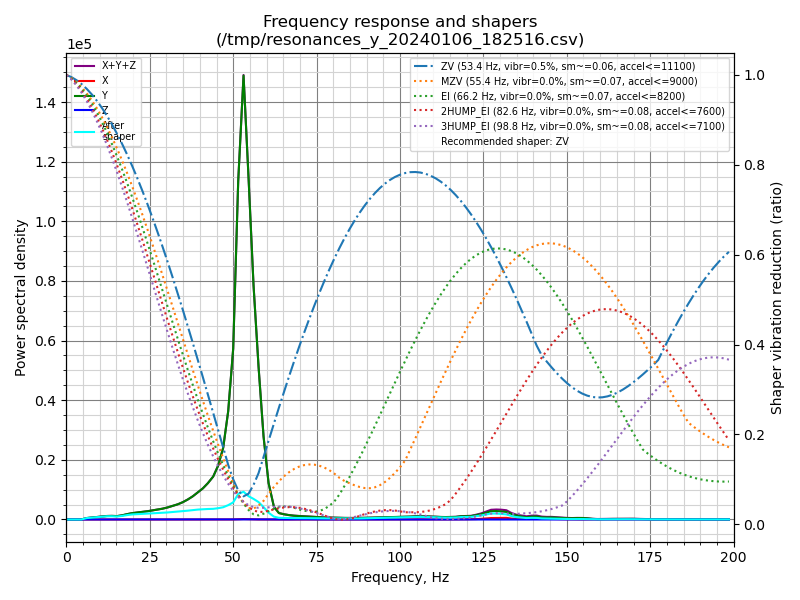 Frequency response and shapers
(/tmp/resonances_y_20240106_182516.csv)
1e5
X+Y+Z
X
Y
Z
After
shaper
ZV (53.4 Hz, vibr=0.5%, sm~=0.06, accel<=11100)
MZV (55.4 Hz, vibr=0.0%, sm~=0.07, accel<=9000)
EI (66.2 Hz, vibr=0.0%, sm~=0.07, accel<=8200)
2HUMP_EI (82.6 Hz, vibr=0.0%, sm~=0.08, accel<=7600)
3HUMP_EI (98.8 Hz, vibr=0.0%, sm~=0.08, accel<=7100)
Recommended shaper: ZV
1.4
1.2
1.0
0.8
0.6
0.4
0.2
0.0
Power spectral density
1.0
0.8
0.6
0.4
0.2
0.0
Shaper vibration reduction (ratio)
0 25 50 75 100 125 150 175 200
Frequency, Hz